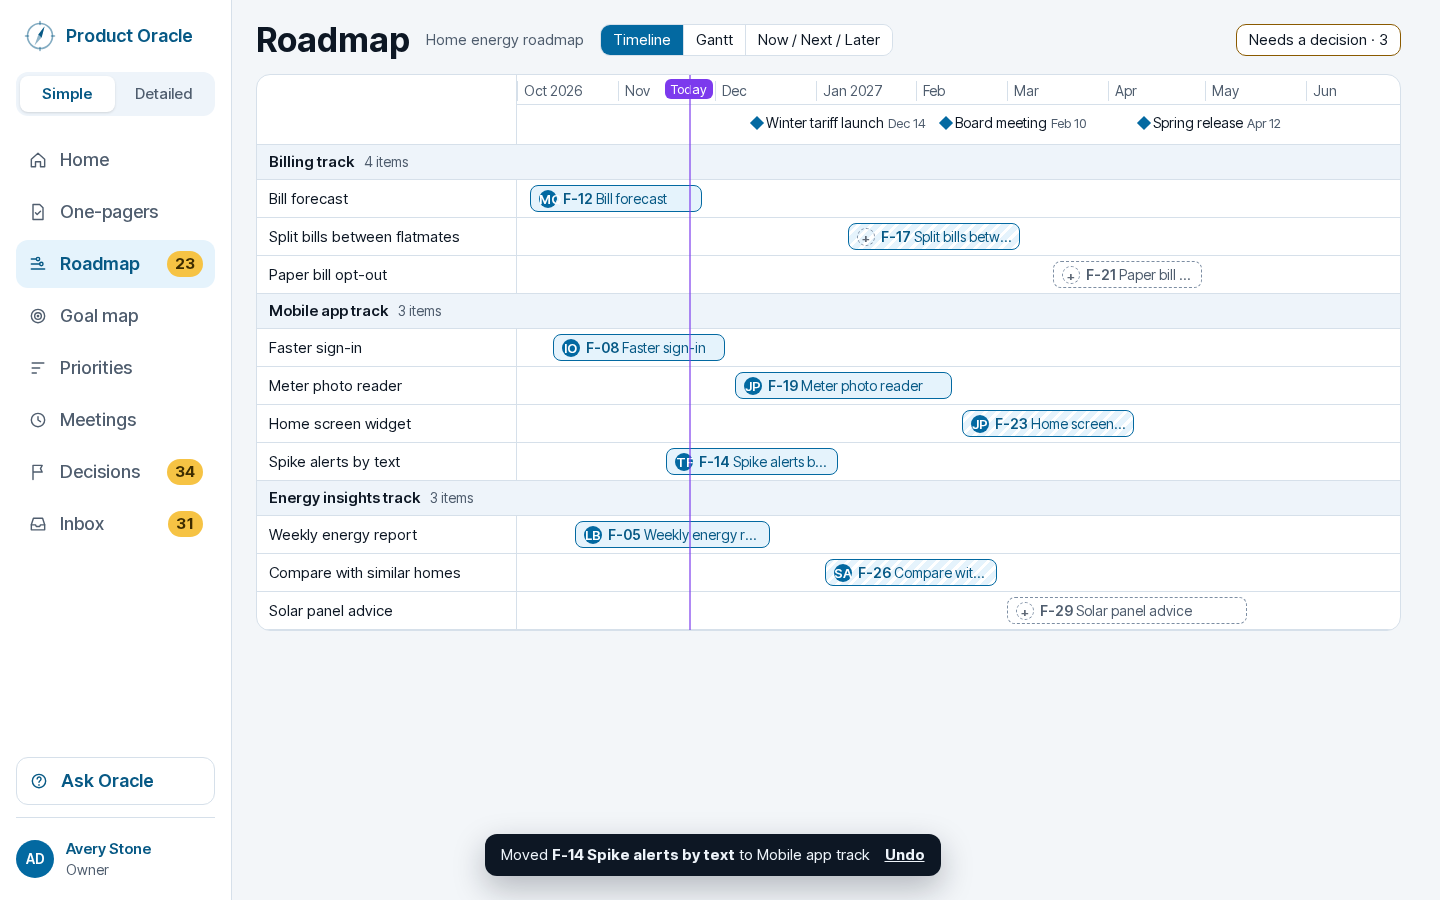 Product Oracle
Simple Detailed
Home
One-pagers
Roadmap 23
Goal map
Priorities
Meetings
Decisions 34
Inbox 31
Ask Oracle
AD Avery Stone
Owner
Roadmap Home energy roadmap Timeline Gantt Now / Next / Later Needs a decision · 3
Oct 2026 Nov Today Dec Jan 2027 Feb Mar Apr May Jun
Winter tariff launch Dec 14 Board meeting Feb 10 Spring release Apr 12
Billing track 4 items
Bill forecast F-12 Bill forecast
Split bills between flatmates + F-17 Split bills betw...
Paper bill opt-out + F-21 Paper bill ...
Mobile app track 3 items
Faster sign-in IO F-08 Faster sign-in
Meter photo reader JP F-19 Meter photo reader
Home screen widget JP F-23 Home screen...
Spike alerts by text F-14 Spike alerts b...
Energy insights track 3 items
Weekly energy report LB F-05 Weekly energy r...
Compare with similar homes SA F-26 Compare wit...
Solar panel advice + F-29 Solar panel advice
Moved F-14 Spike alerts by text to Mobile app track Undo